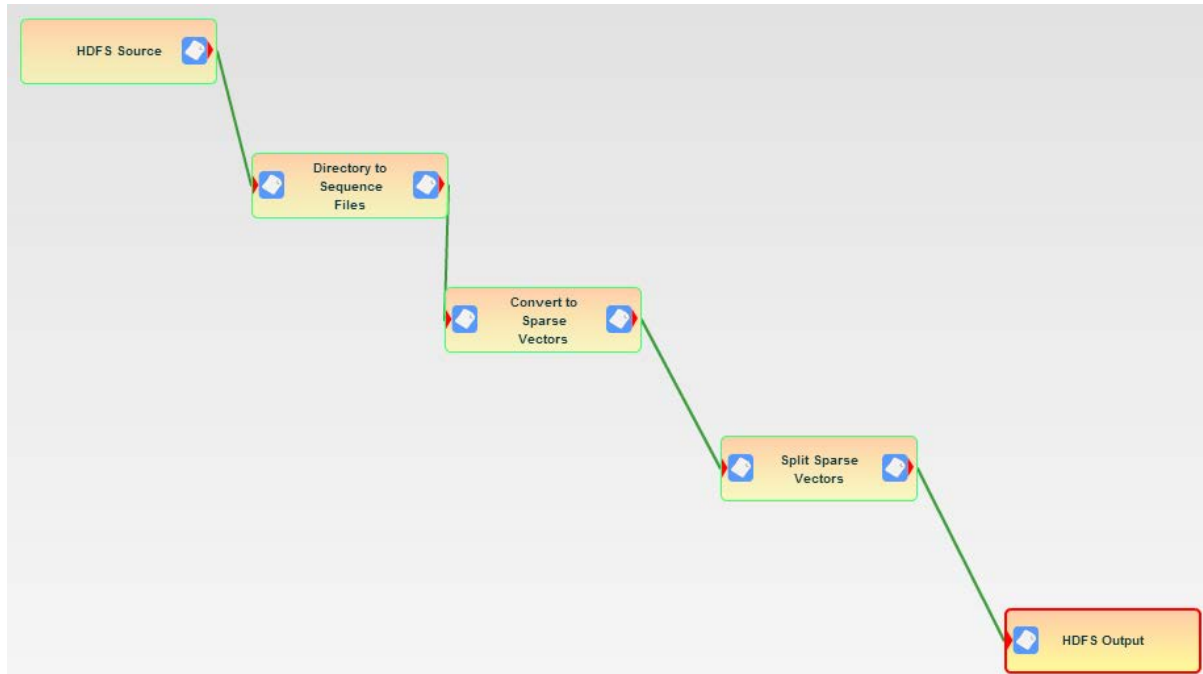 HDFS Source
Directory to
Sequence
Files
Convert to
Sparse
Vectors
Split Sparse
Vectors
HDFS Output